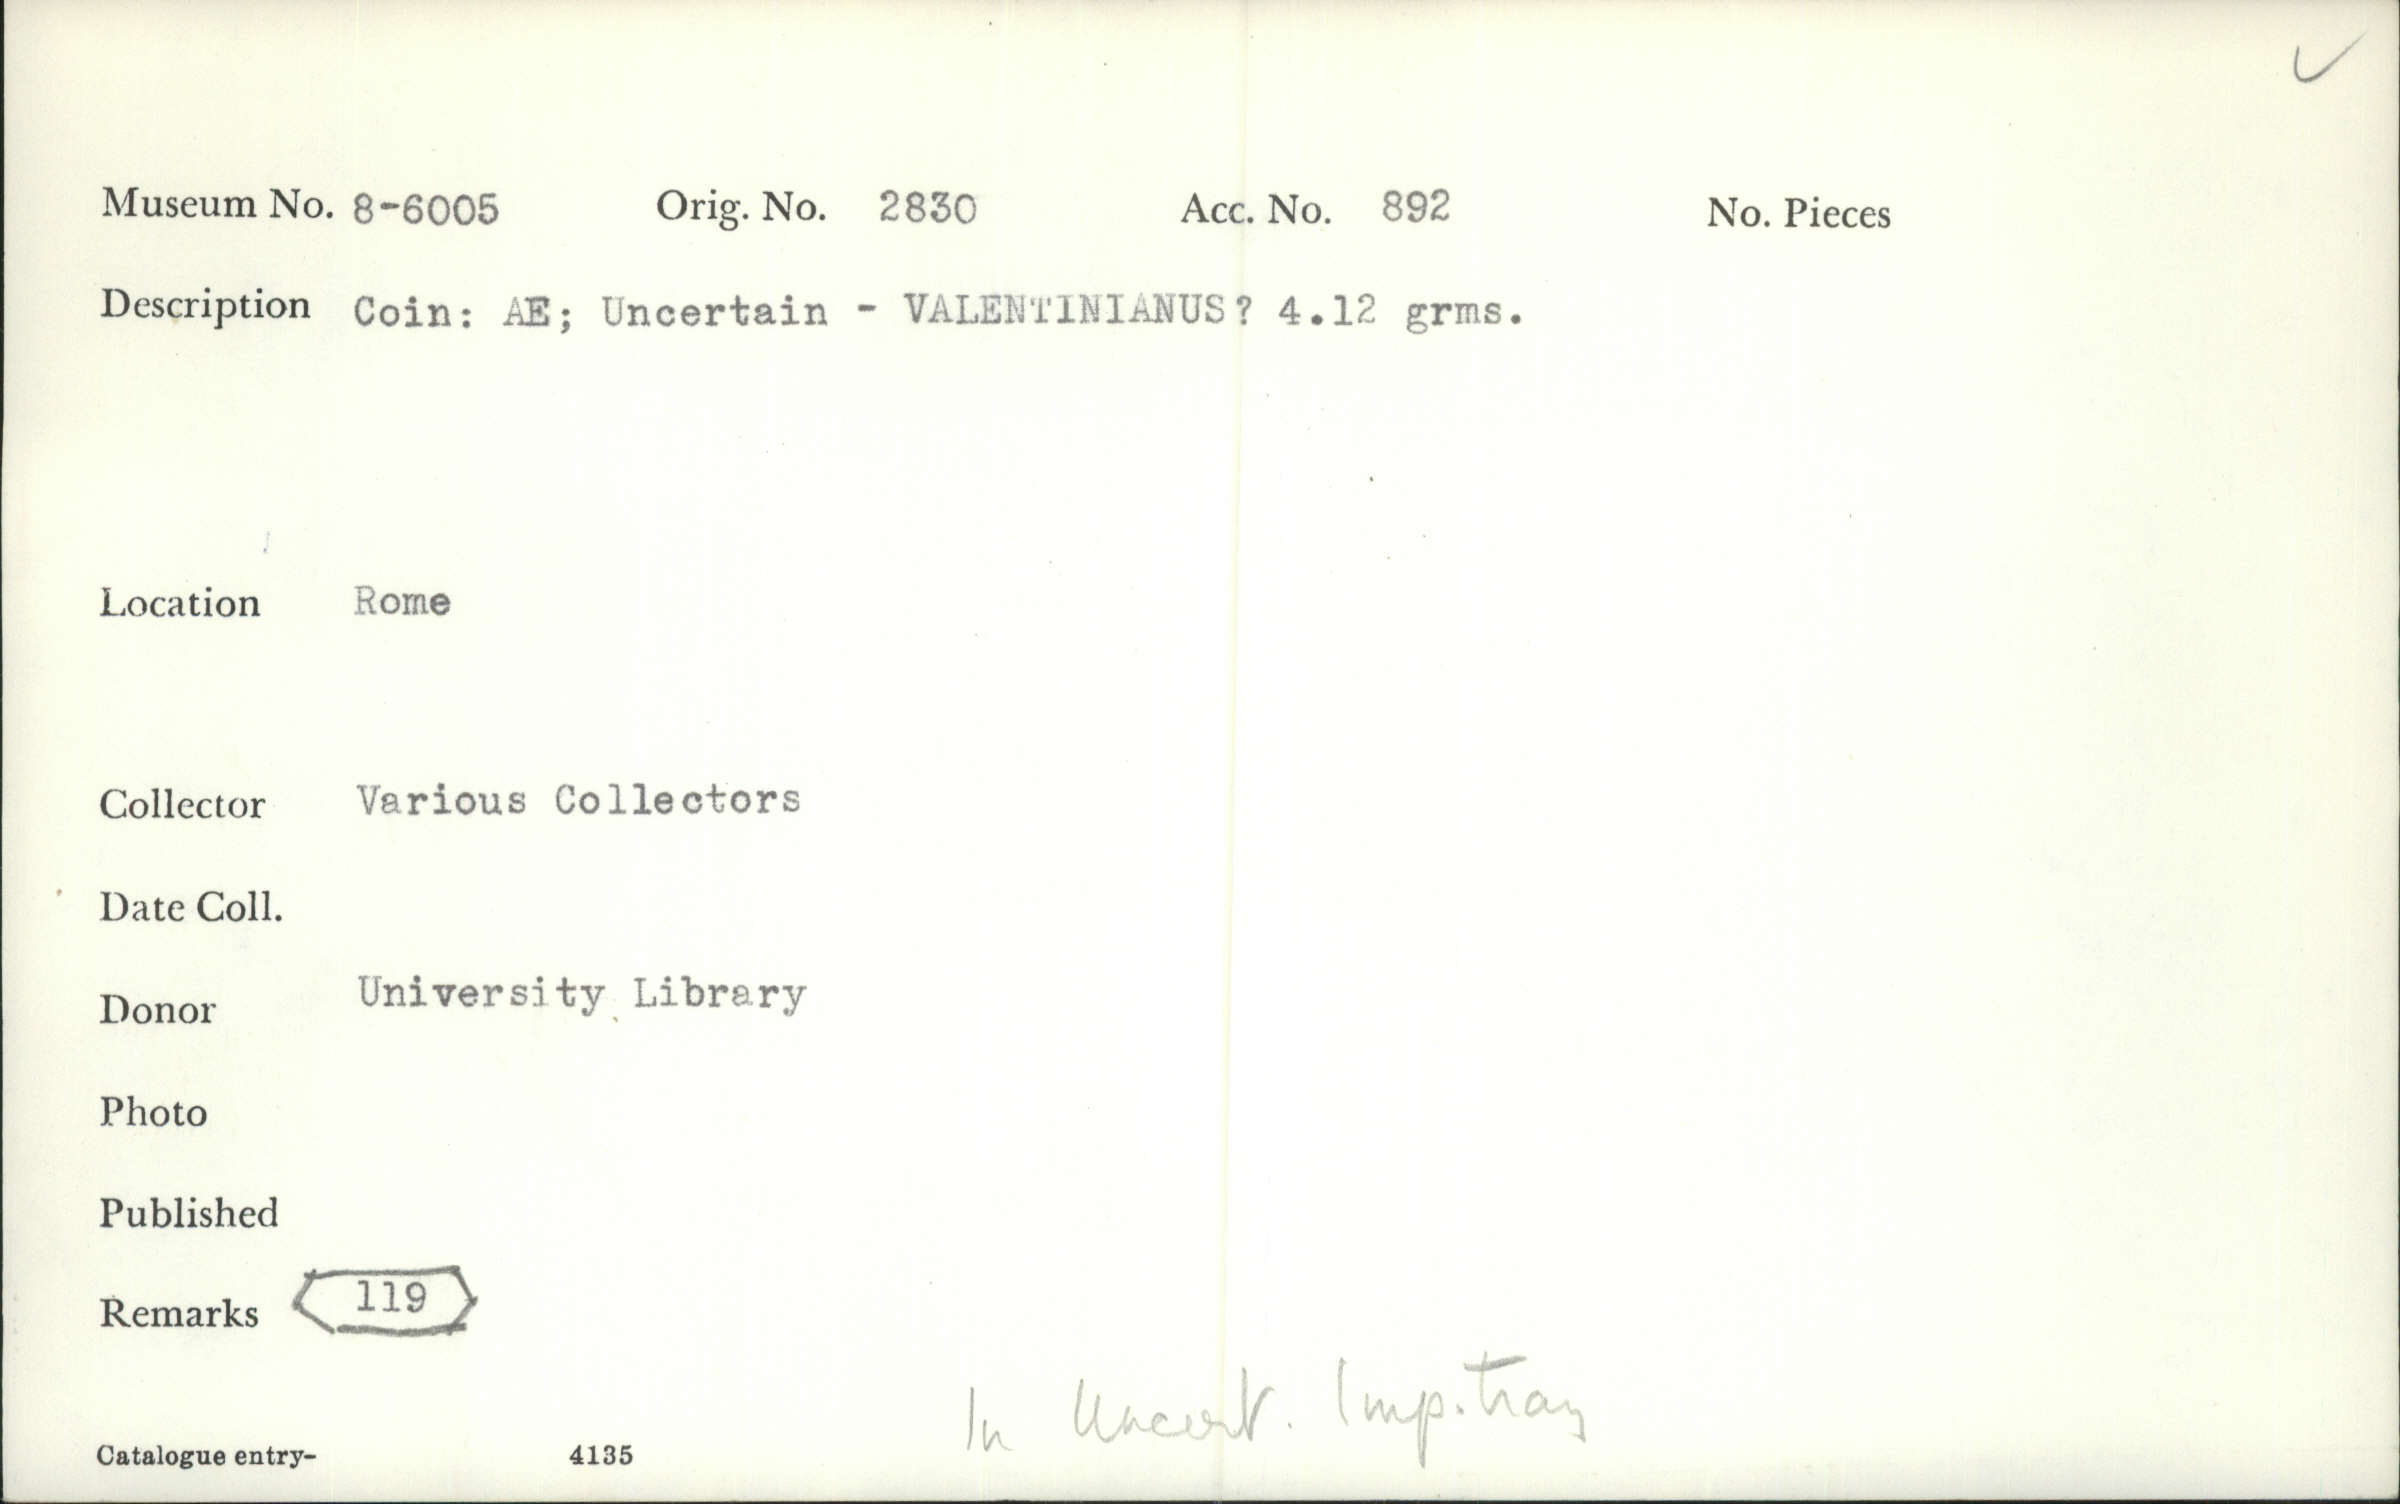 Museum No. 8-6005 Orig. No. 2830 Acc. No. 892 No. Pieces
Description Coin: AE; Uncertain - VALENTINIANUS? 4.12 grms.
Location Rome
Collector Various Collectors
Date Coll.
Donor University Library
Photo
Published
Remarks 119
In Uncert. Imp. tray
Catalogue entry- 4135